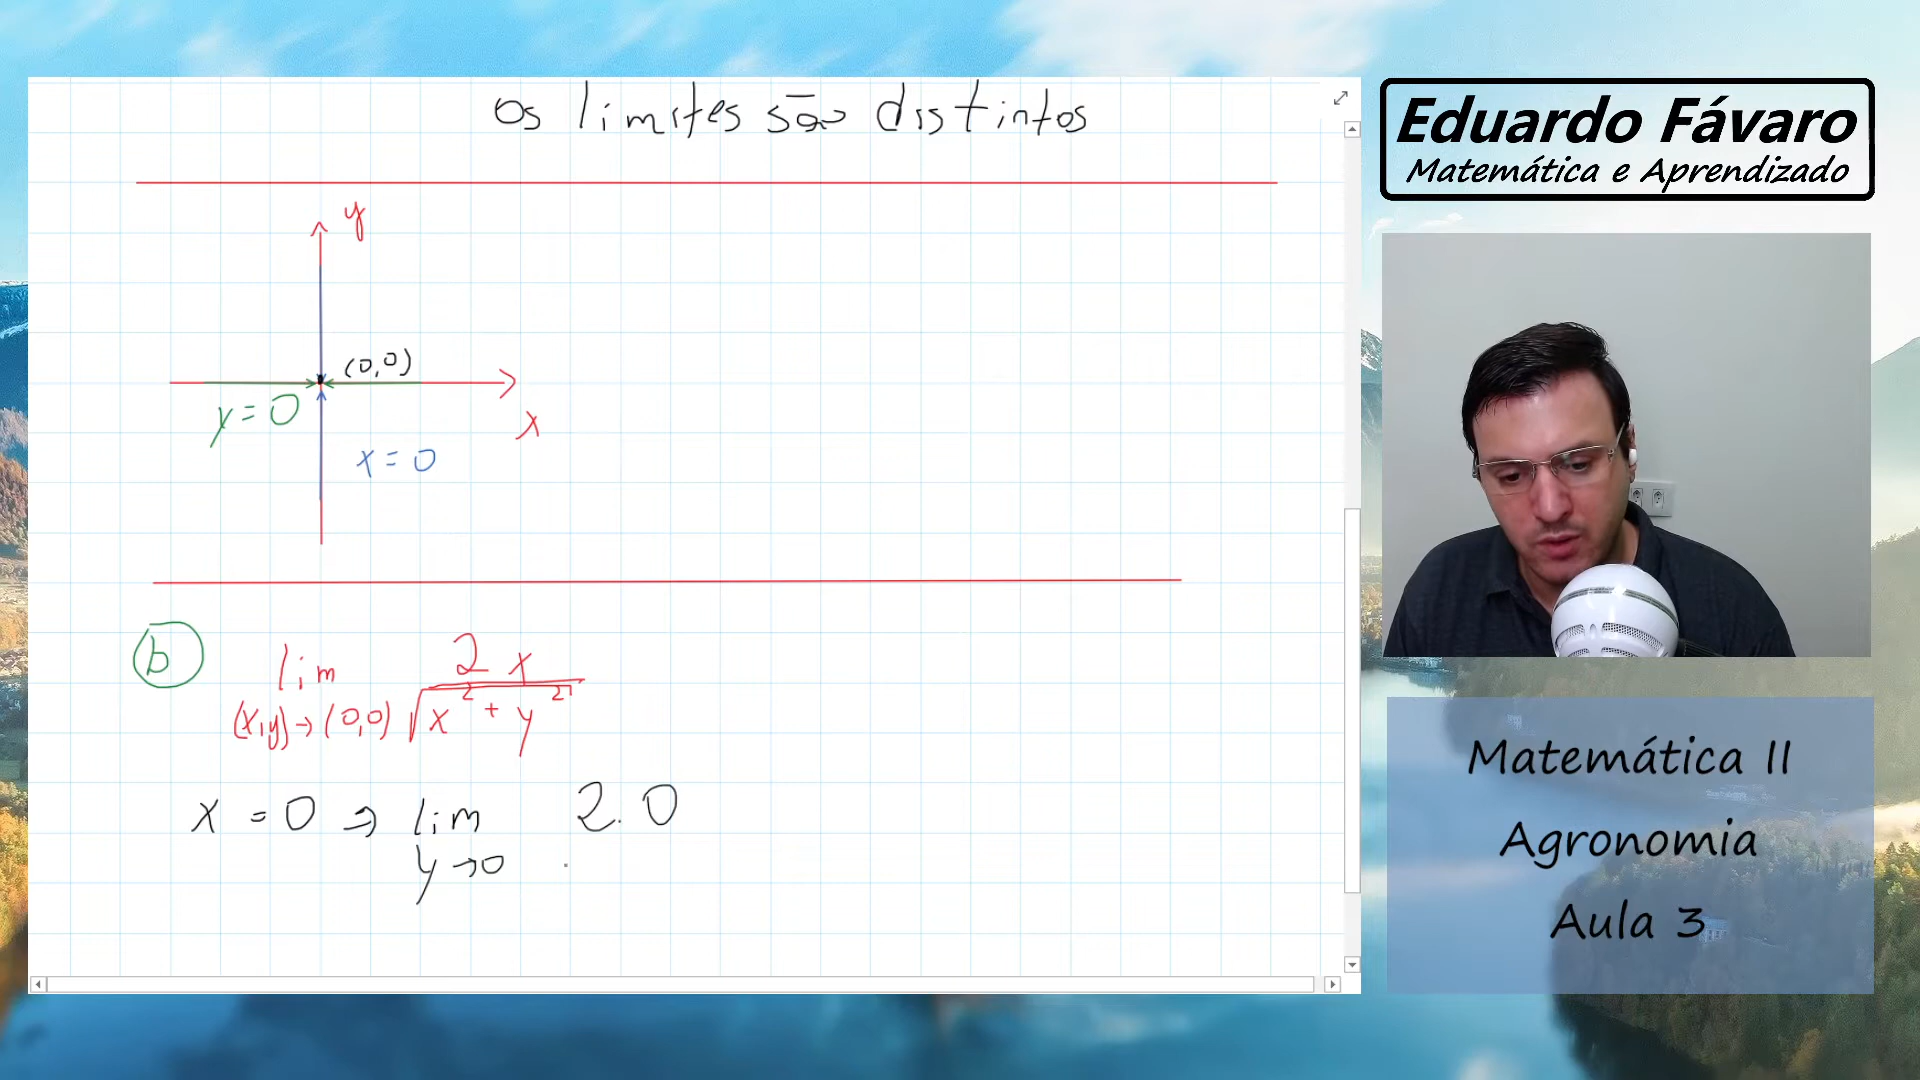 Os limites são distintos
y
(0,0)
y = 0
x
x = 0
b
lim 2x
(x,y)→(0,0) √x²+y²
x = 0 ⇒ lim 2.0
y→0
Eduardo Fávaro
Matemática e Aprendizado
Matemática II
Agronomia
Aula 3